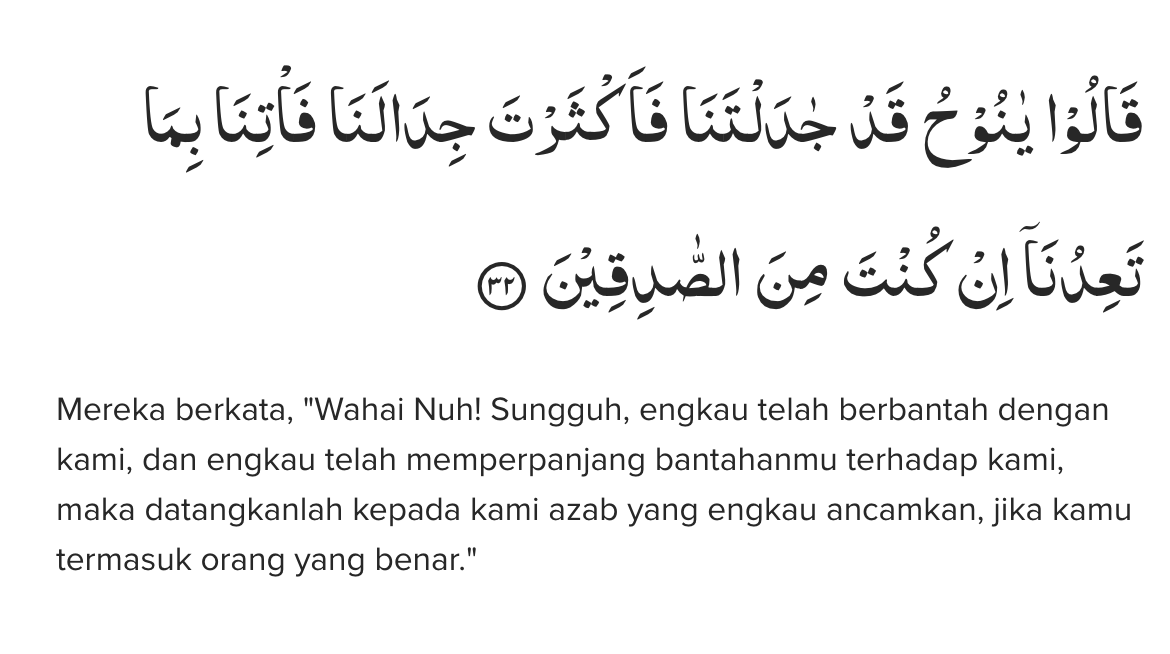 قَالُوْا يٰنُوْحُ قَدْ جٰدَلْتَنَا فَاَكْثَرْتَ جِدَالَنَا فَأْتِنَا بِمَا
تَعِدُنَآ اِنْ كُنْتَ مِنَ الصّٰدِقِيْنَ ٣٢
Mereka berkata, "Wahai Nuh! Sungguh, engkau telah berbantah dengan
kami, dan engkau telah memperpanjang bantahanmu terhadap kami,
maka datangkanlah kepada kami azab yang engkau ancamkan, jika kamu
termasuk orang yang benar."